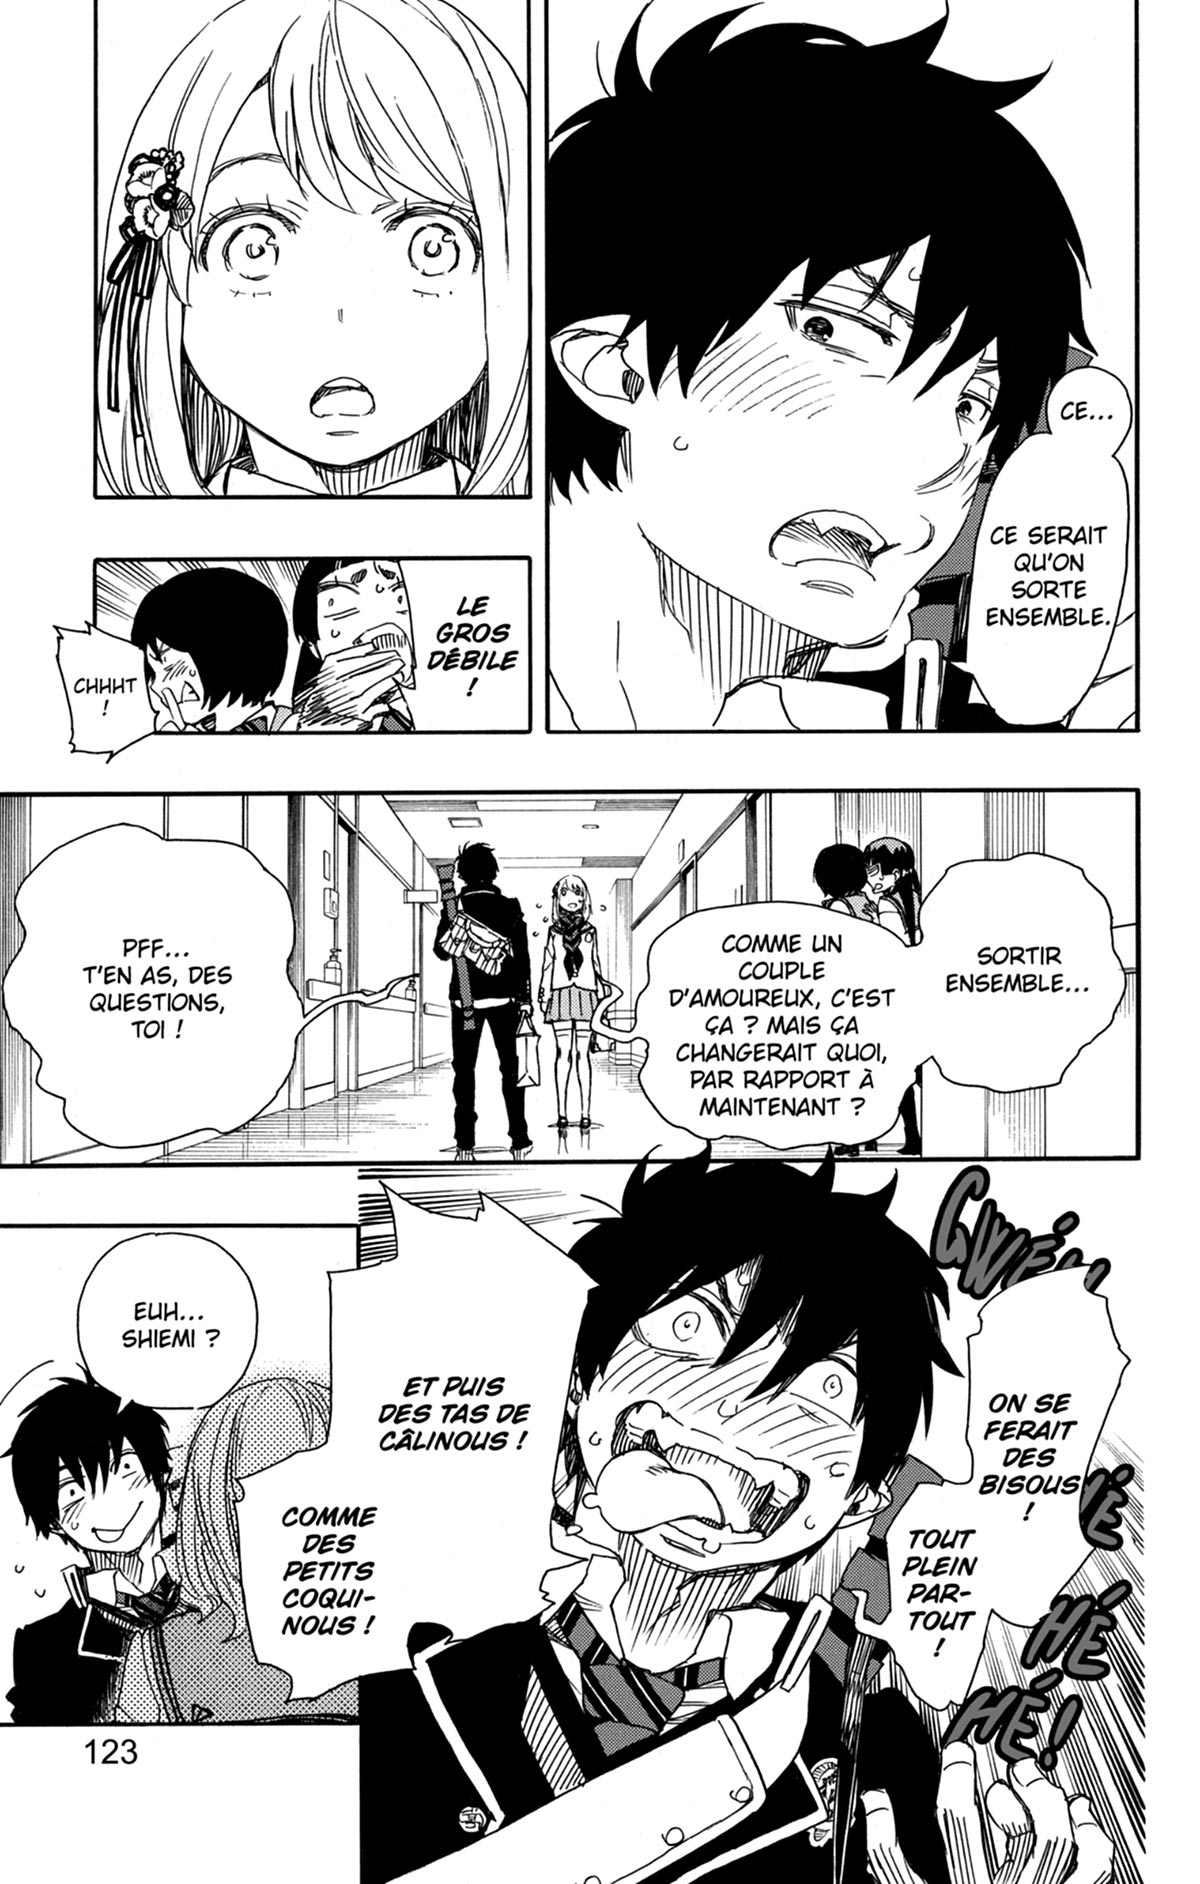 CE...
CE SERAIT
QU'ON
SORTE
ENSEMBLE.
LE
GROS
DÉBILE
!
CHHHT
!
SORTIR
ENSEMBLE...
COMME UN
COUPLE
D'AMOUREUX, C'EST
ÇA ? MAIS ÇA
CHANGERAIT QUOI,
PAR RAPPORT À
MAINTENANT ?
PFF...
T'EN AS, DES
QUESTIONS,
TOI !
GWÉH
HÉ
HÉ
HÉ
HÉ!
ON SE
FERAIT
DES
BISOUS
!
TOUT
PLEIN
PAR-
TOUT
!
ET PUIS
DES TAS DE
CÂLINOUS !
COMME
DES
PETITS
COQUI-
NOUS !
EUH...
SHIEMI ?
123